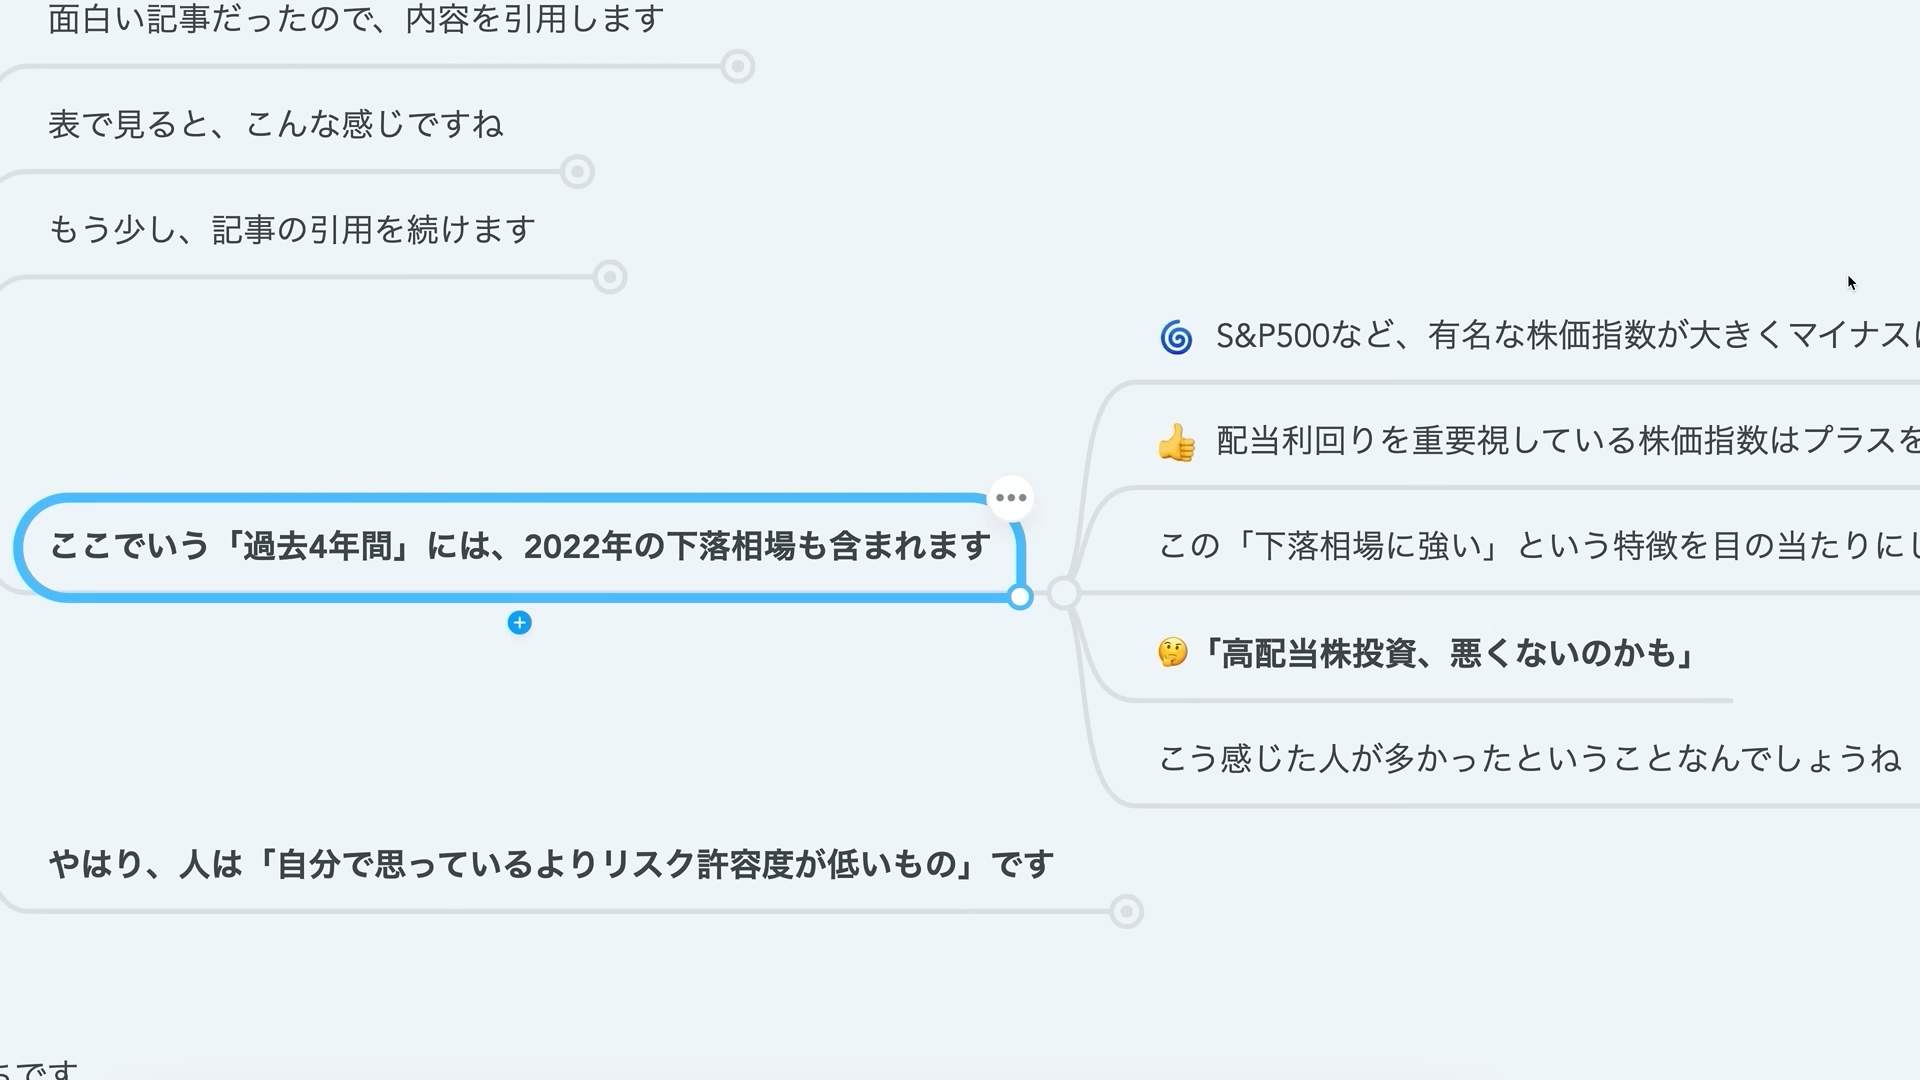 面白い記事だったので、内容を引用します
表で見ると、こんな感じですね
もう少し、記事の引用を続けます
ここでいう「過去4年間」には、2022年の下落相場も含まれます
S&P500など、有名な株価指数が大きくマイナスに
配当利回りを重要視している株価指数はプラスを
この「下落相場に強い」という特徴を目の当たりにし
「高配当株投資、悪くないのかも」
こう感じた人が多かったということなんでしょうね
やはり、人は「自分で思っているよりリスク許容度が低いもの」です
です